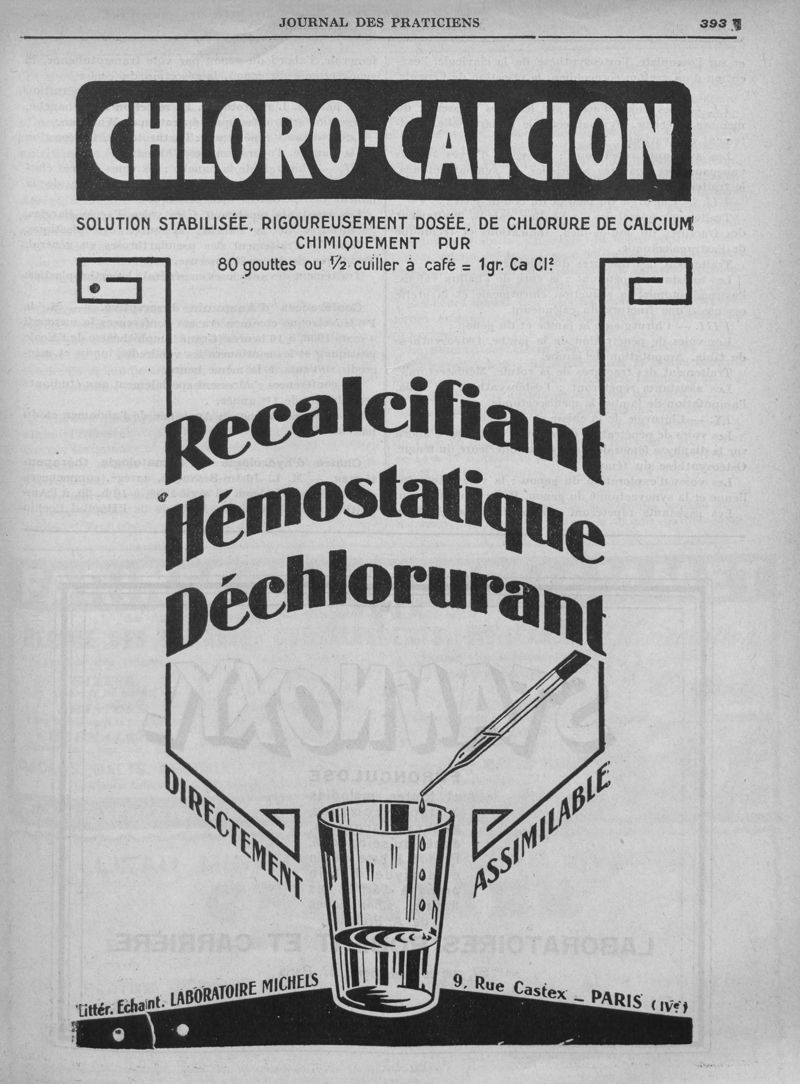 JOURNAL DES PRATICIENS 393
CHLORO-CALCION
SOLUTION STABILISÉE, RIGOUREUSEMENT DOSÉE, DE CHLORURE DE CALCIUM
CHIMIQUEMENT PUR
80 gouttes ou 1/2 cuiller à café = 1gr. Ca Cl²
Recalcifiant
Hémostatique
Déchlorurant
DIRECTEMENT ASSIMILABLE
Littér. Echant. LABORATOIRE MICHELS 9, Rue Castex _ PARIS (IVe)